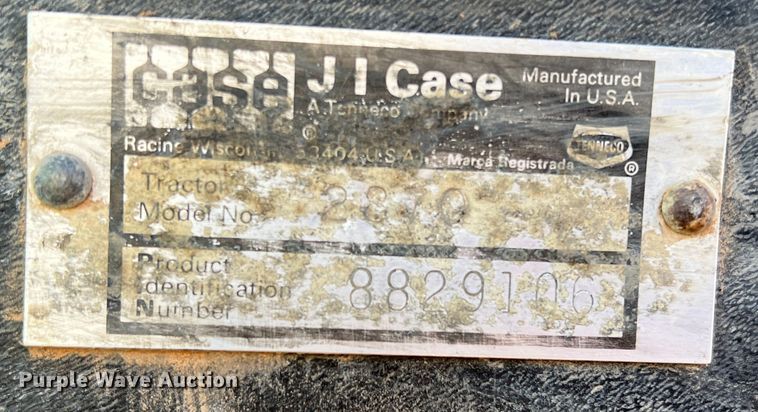 case
J I Case
A Tenneco Company
Manufactured
In U.S.A.
®
Racine Wisconsin 53404 U.S.A.
Marca Registrada
TENNECO
®
Tractor
Model No.
Product
Identification
Number
8829106
Purple Wave Auction